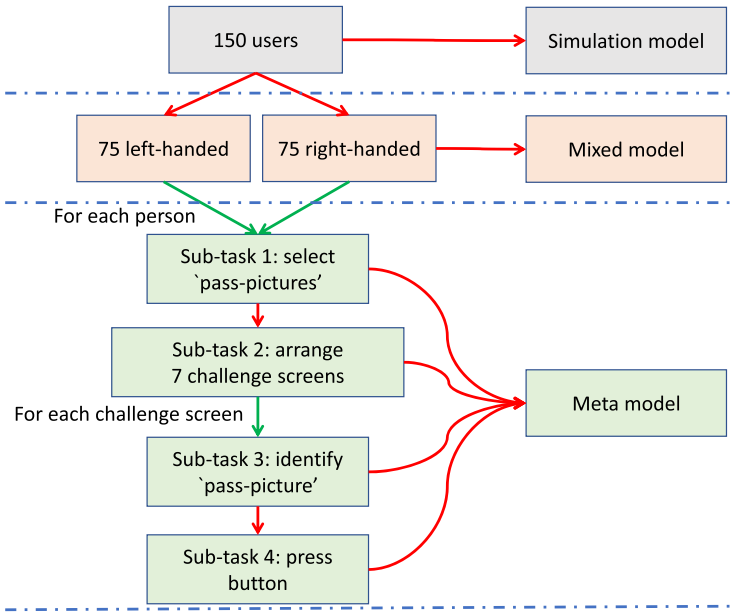 150 users
Simulation model
75 left-handed
75 right-handed
Mixed model
For each person
Sub-task 1: select
`pass-pictures’
Sub-task 2: arrange
7 challenge screens
Meta model
For each challenge screen
Sub-task 3: identify
`pass-picture’
Sub-task 4: press
button